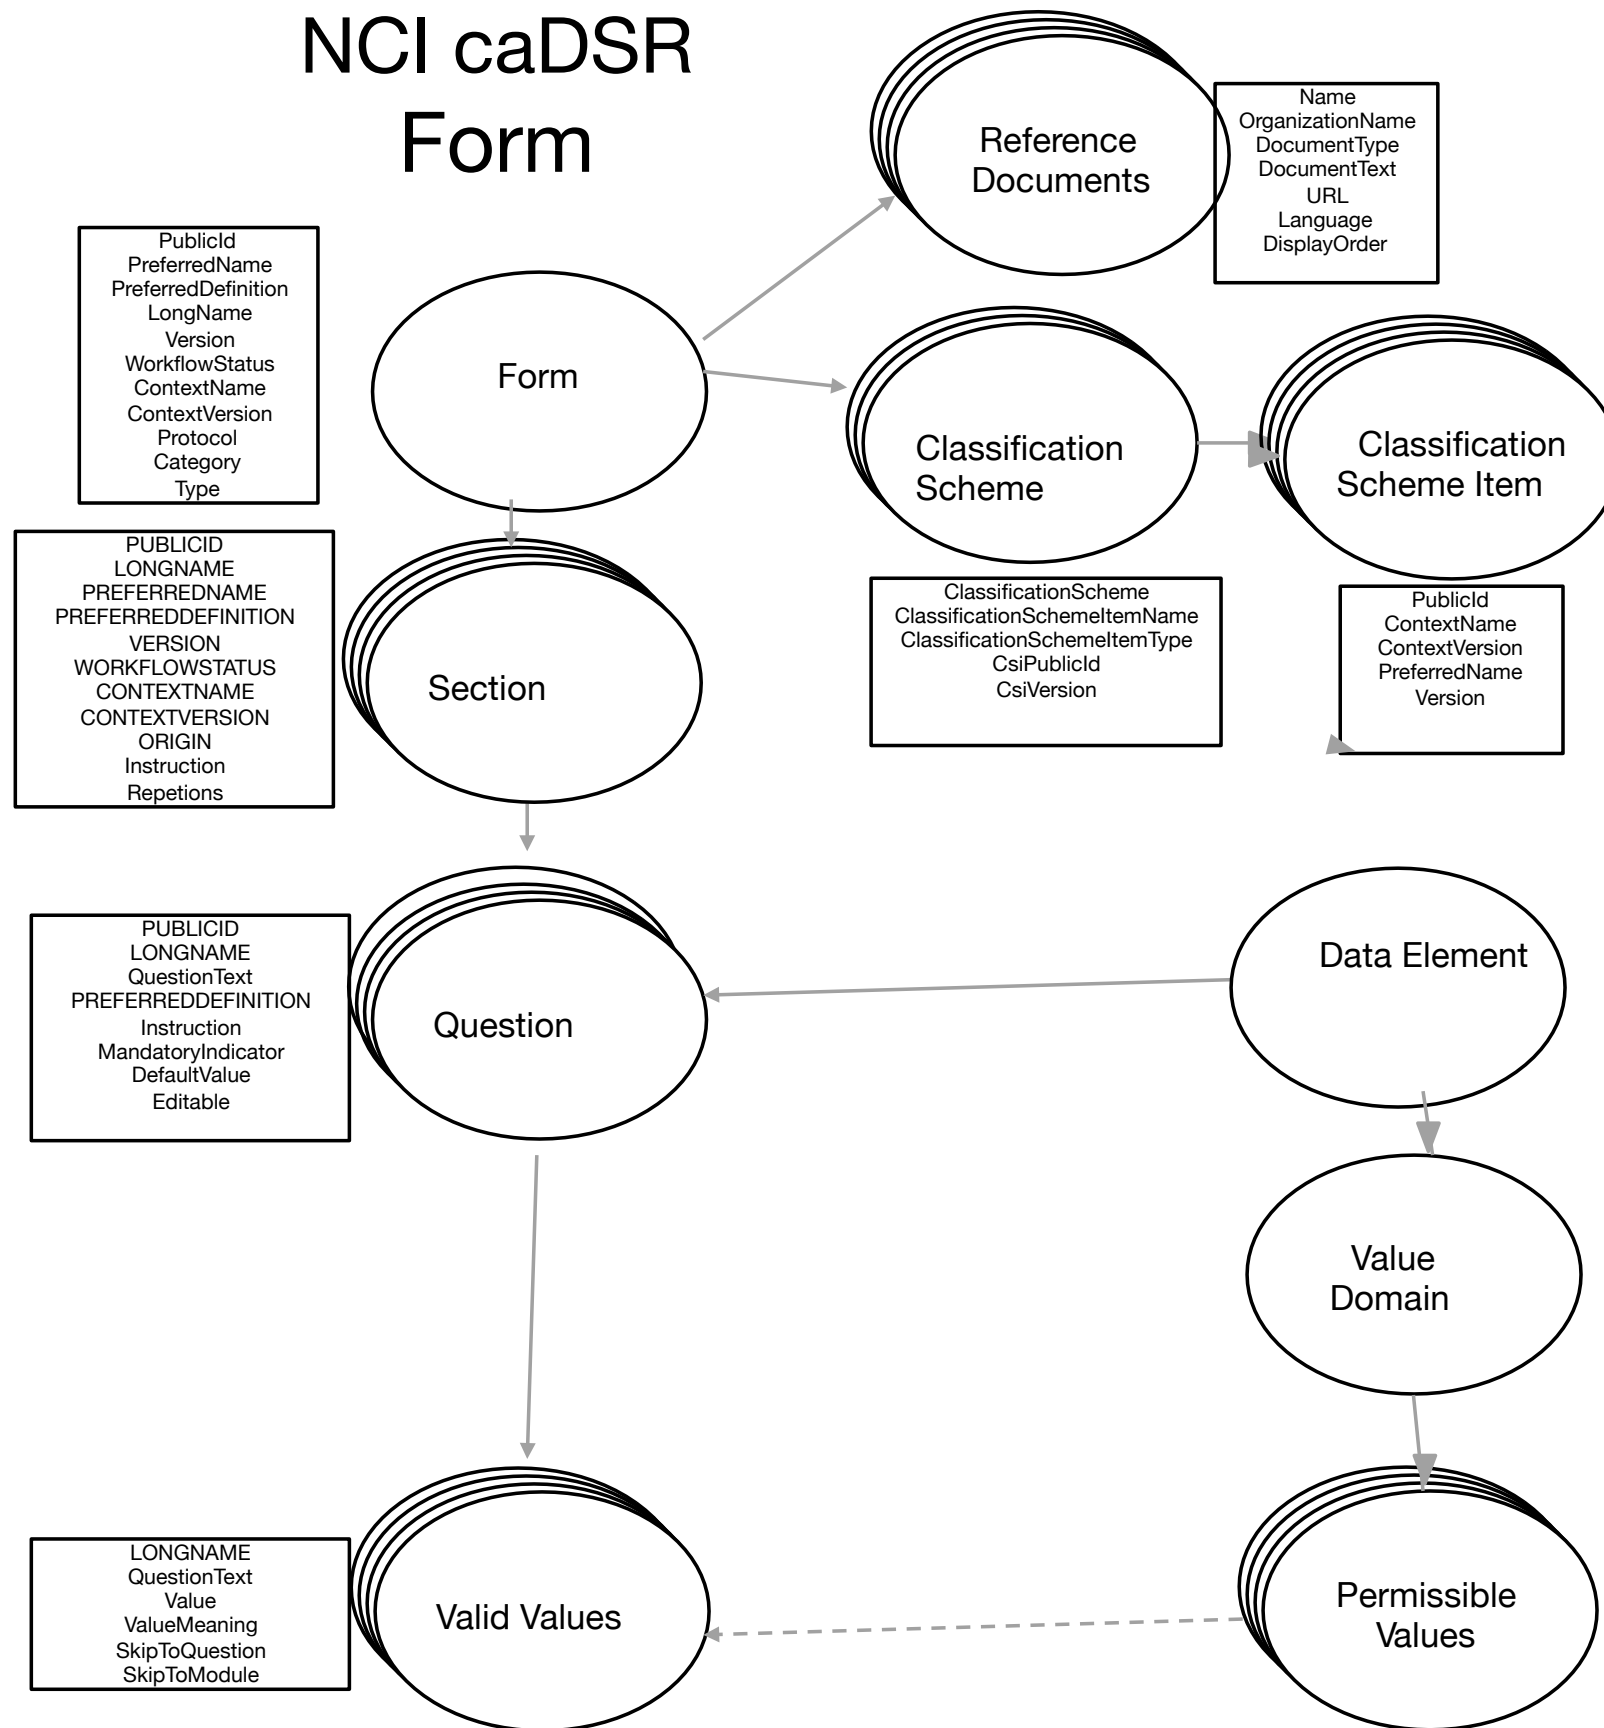 NCI caDSR
Form
Reference
Documents
Name
OrganizationName
DocumentType
DocumentText
URL
Language
DisplayOrder
PublicId
PreferredName
PreferredDefinition
LongName
Version
WorkflowStatus
ContextName
ContextVersion
Protocol
Category
Type
Form
Classification
Scheme
Classification
Scheme Item
PUBLICID
LONGNAME
PREFERREDNAME
PREFERREDDEFINITION
VERSION
WORKFLOWSTATUS
CONTEXTNAME
CONTEXTVERSION
ORIGIN
Instruction
Repetions
Section
ClassificationScheme
ClassificationSchemeItemName
ClassificationSchemeItemType
CsiPublicId
CsiVersion
PublicId
ContextName
ContextVersion
PreferredName
Version
PUBLICID
LONGNAME
QuestionText
PREFERREDDEFINITION
Instruction
MandatoryIndicator
DefaultValue
Editable
Question
Data Element
Value
Domain
LONGNAME
QuestionText
Value
ValueMeaning
SkipToQuestion
SkipToModule
Valid Values
Permissible
Values